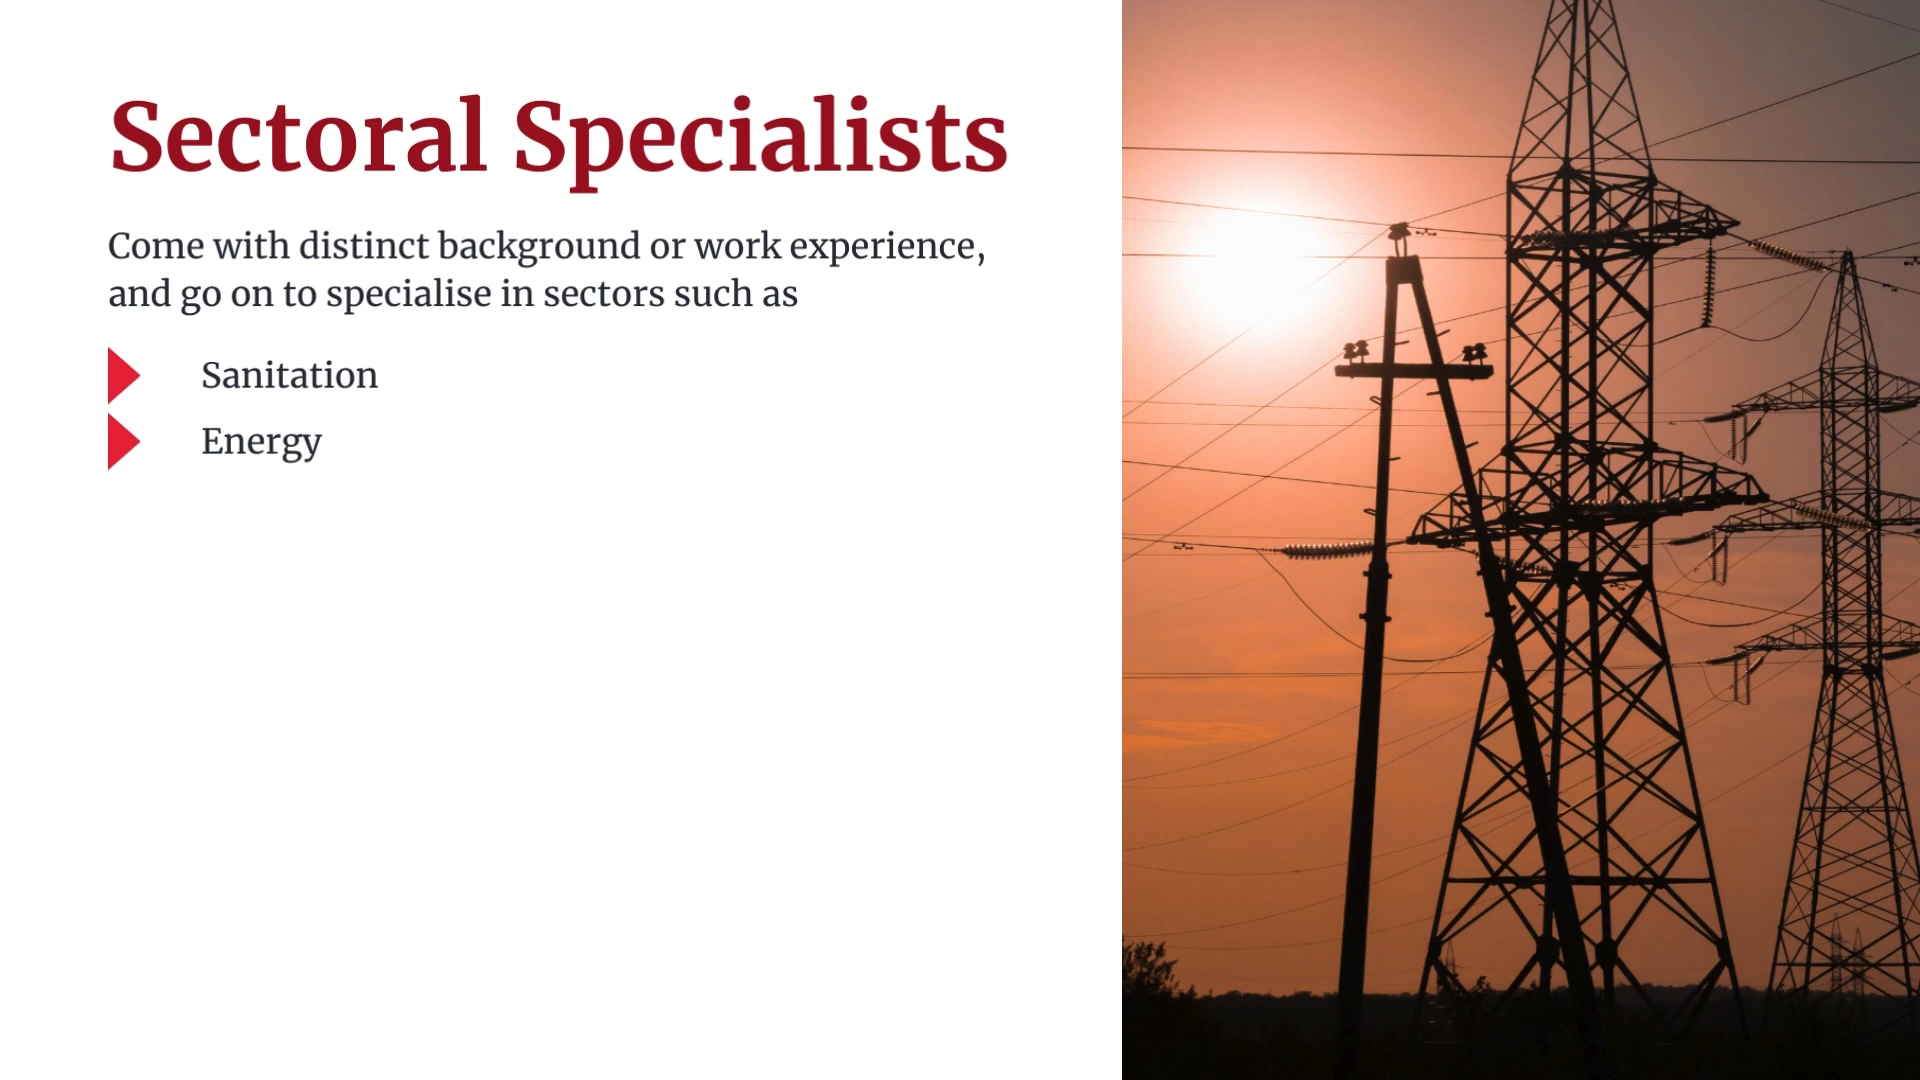 Sectoral Specialists
Come with distinct background or work experience,
and go on to specialise in sectors such as
Sanitation
Energy